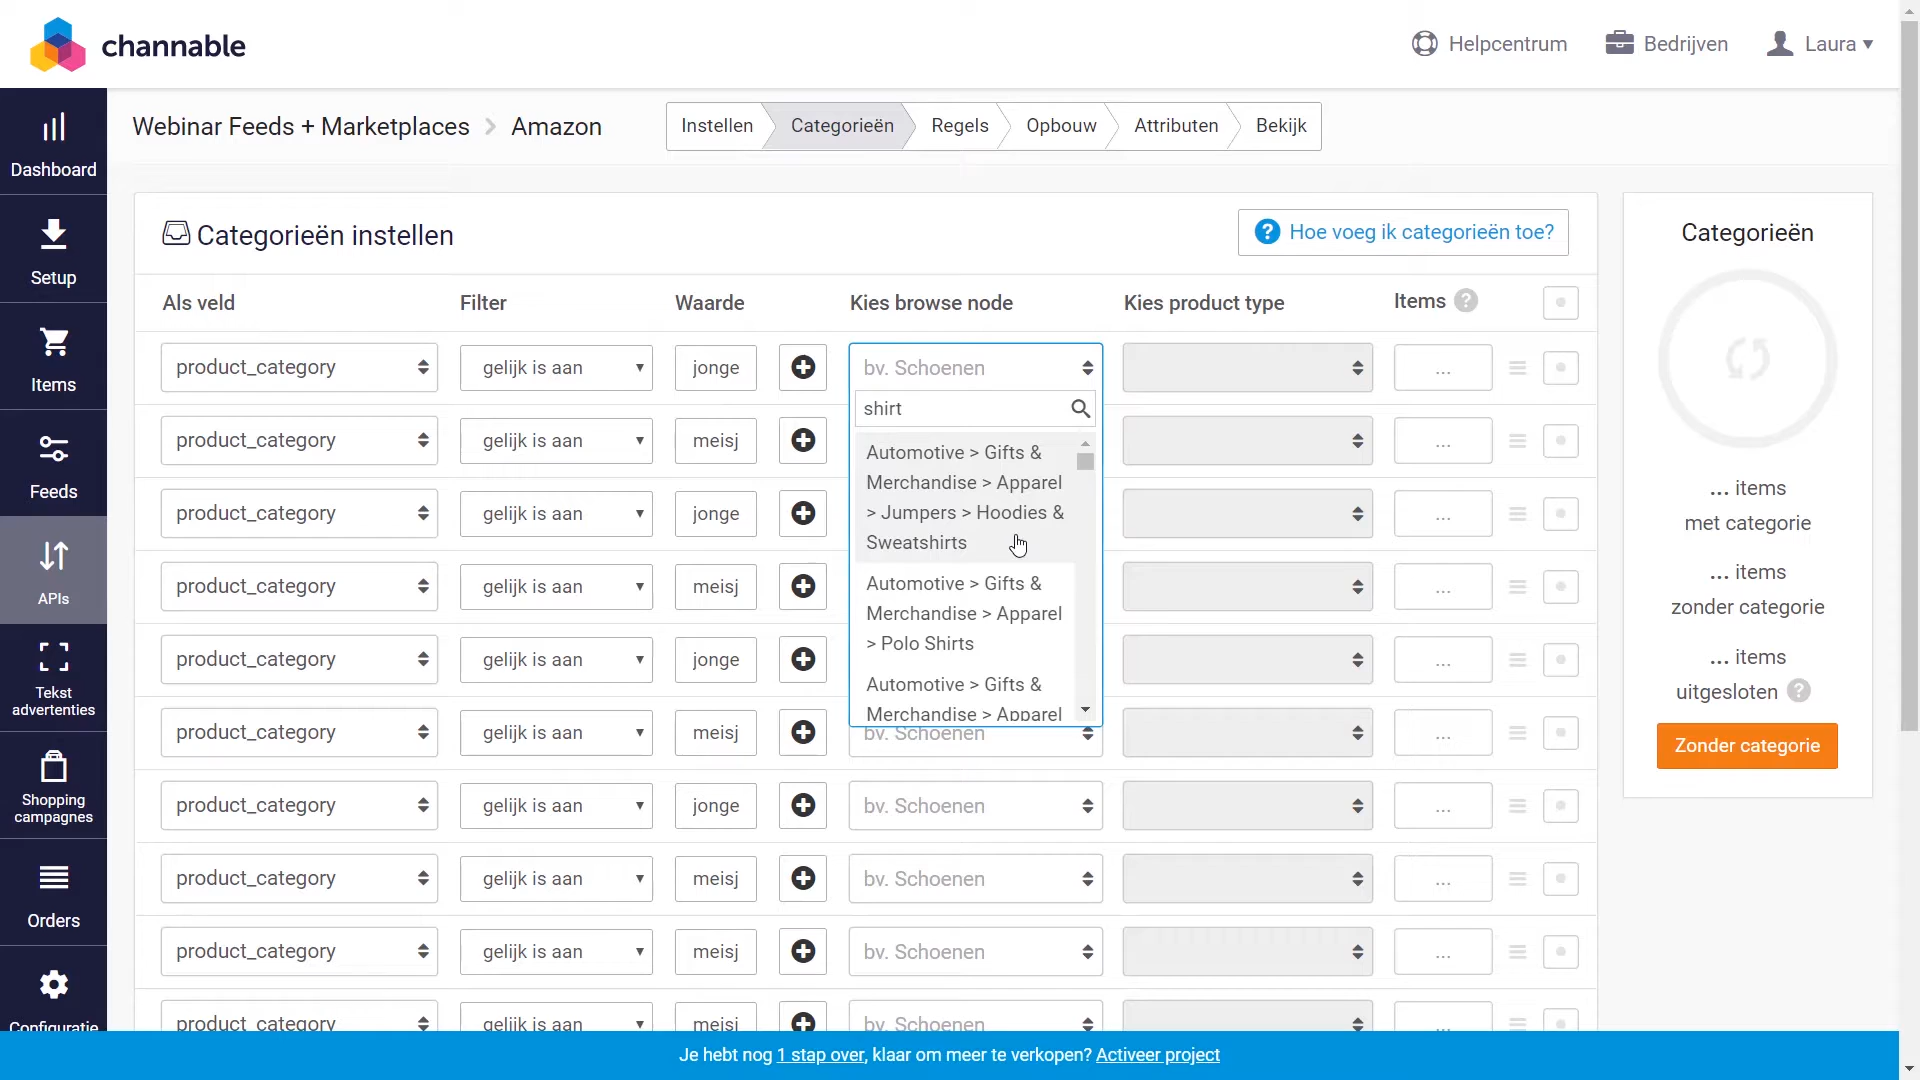 channable
Helpcentrum
Bedrijven
Laura ▾
Dashboard
Setup
Items
Feeds
APIs
Tekst
advertenties
Shopping
campagnes
Orders
Configuratie
Webinar Feeds + Marketplaces > Amazon
Instellen
Categorieën
Regels
Opbouw
Attributen
Bekijk
Categorieën instellen
? Hoe voeg ik categorieën toe?
Als veld Filter Waarde Kies browse node Kies product type Items ?
product_category gelijk is aan jonge bv. Schoenen ...
shirt
Automotive > Gifts &
Merchandise > Apparel
> Jumpers > Hoodies &
Sweatshirts
Automotive > Gifts &
Merchandise > Apparel
> Polo Shirts
Automotive > Gifts &
Merchandise > Apparel
product_category gelijk is aan meisj ...
product_category gelijk is aan jonge ...
product_category gelijk is aan meisj ...
product_category gelijk is aan jonge ...
product_category gelijk is aan meisj bv. Schoenen ...
product_category gelijk is aan jonge bv. Schoenen ...
product_category gelijk is aan meisj bv. Schoenen ...
product_category gelijk is aan meisj bv. Schoenen ...
product_category gelijk is aan meisj bv. Schoenen ...
Categorieën
... items
met categorie
... items
zonder categorie
... items
uitgesloten ?
Zonder categorie
Je hebt nog 1 stap over, klaar om meer te verkopen? Activeer project